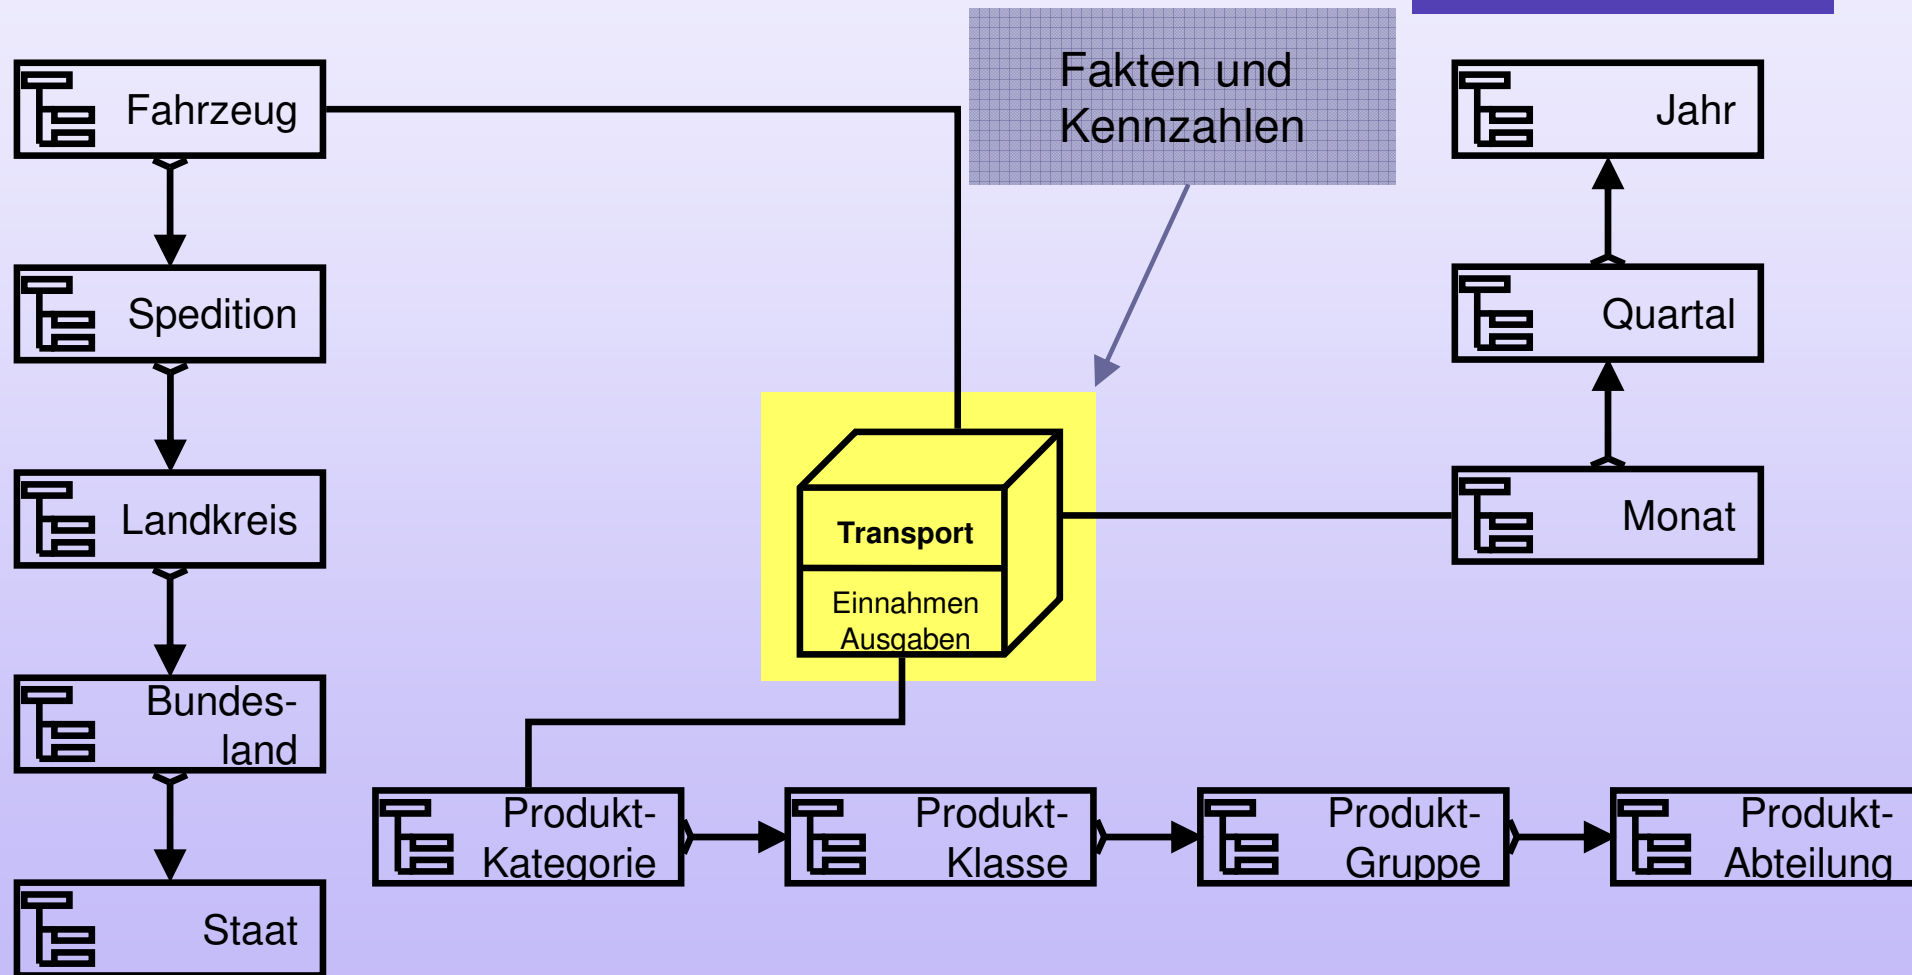 Fakten und
Kennzahlen
Fahrzeug
Jahr
Spedition
Quartal
Landkreis
Monat
Transport
Einnahmen
Ausgaben
Bundes-
land
Produkt-
Kategorie
Produkt-
Klasse
Produkt-
Gruppe
Produkt-
Abteilung
Staat